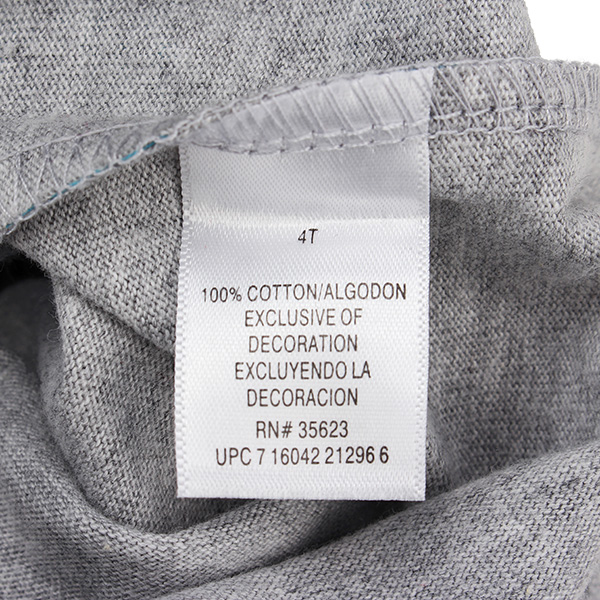 4T
100% COTTON/ALGODON
EXCLUSIVE OF
DECORATION
EXCLUYENDO LA
DECORACION
RN# 35623
UPC 7 16042 21296 6